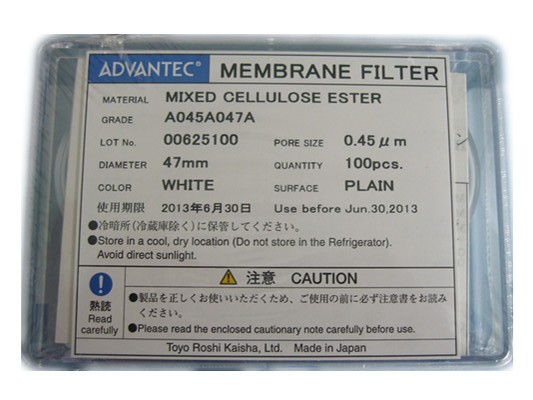 ADVANTEC® MEMBRANE FILTER
MATERIAL MIXED CELLULOSE ESTER
GRADE A045A047A
LOT No. 00625100 PORE SIZE 0.45μm
DIAMETER 47mm QUANTITY 100pcs.
COLOR WHITE SURFACE PLAIN
使用期限 2013年6月30日 Use before Jun.30,2013
●冷暗所(冷蔵庫除く)に保管してください。
●Store in a cool, dry location (Do not store in the Refrigerator).
Avoid direct sunlight.
注意 CAUTION
熟読
Read
carefully
●製品を正しくお使いいただくため、ご使用の前に必ず注意書をお読み
ください。
●Please read the enclosed cautionary note carefully before use.
Toyo Roshi Kaisha, Ltd. Made in Japan